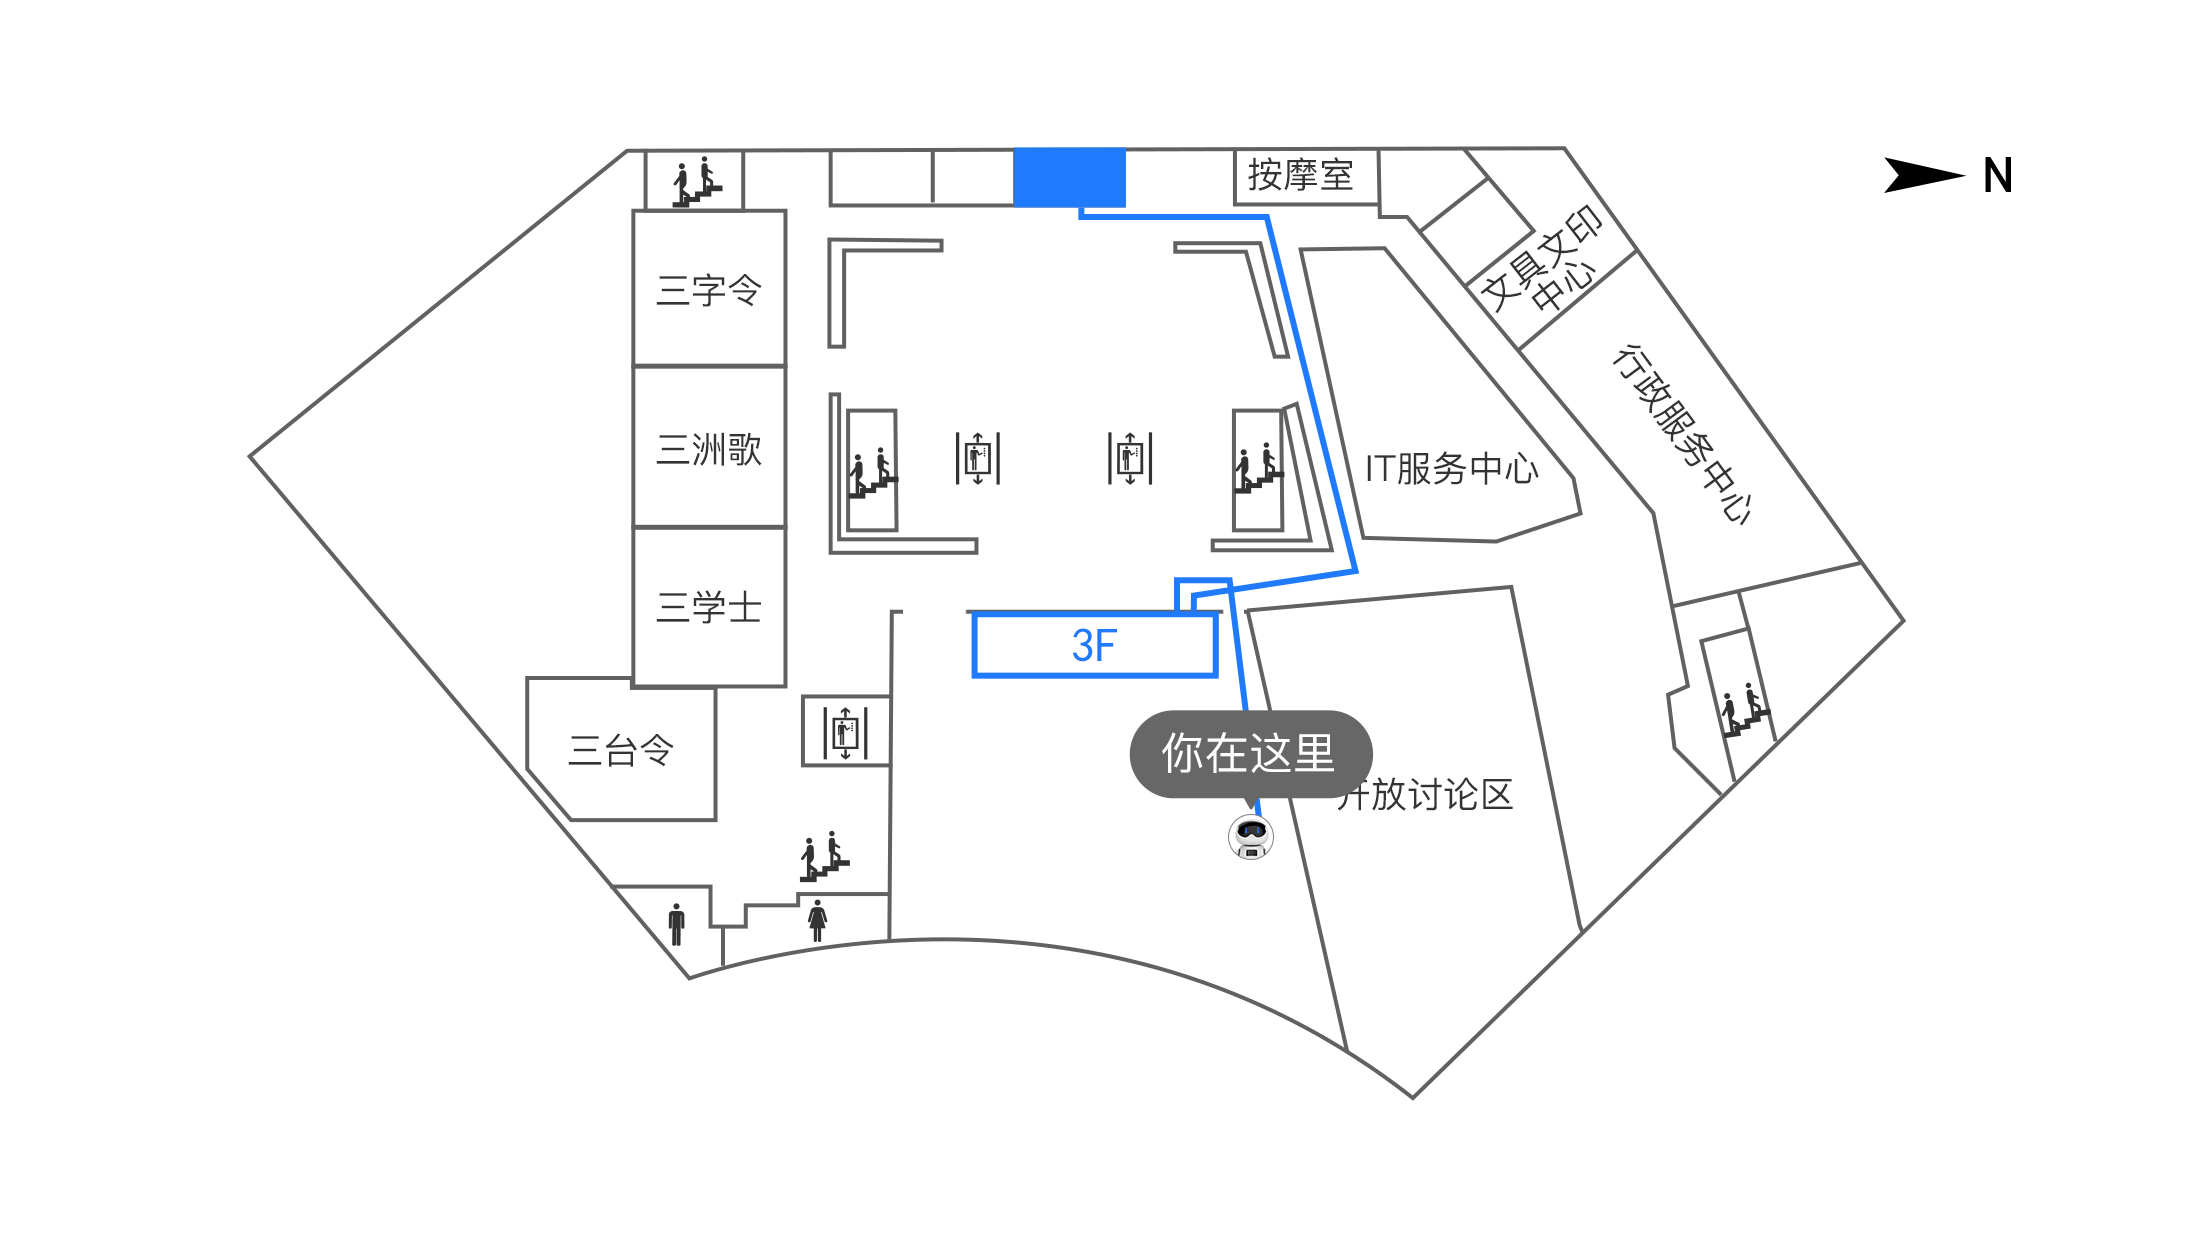 按摩室
N
文具文印
中心
三字令
行政服务中心
三洲歌
IT服务中心
三学士
3F
三台令
你在这里
开放讨论区